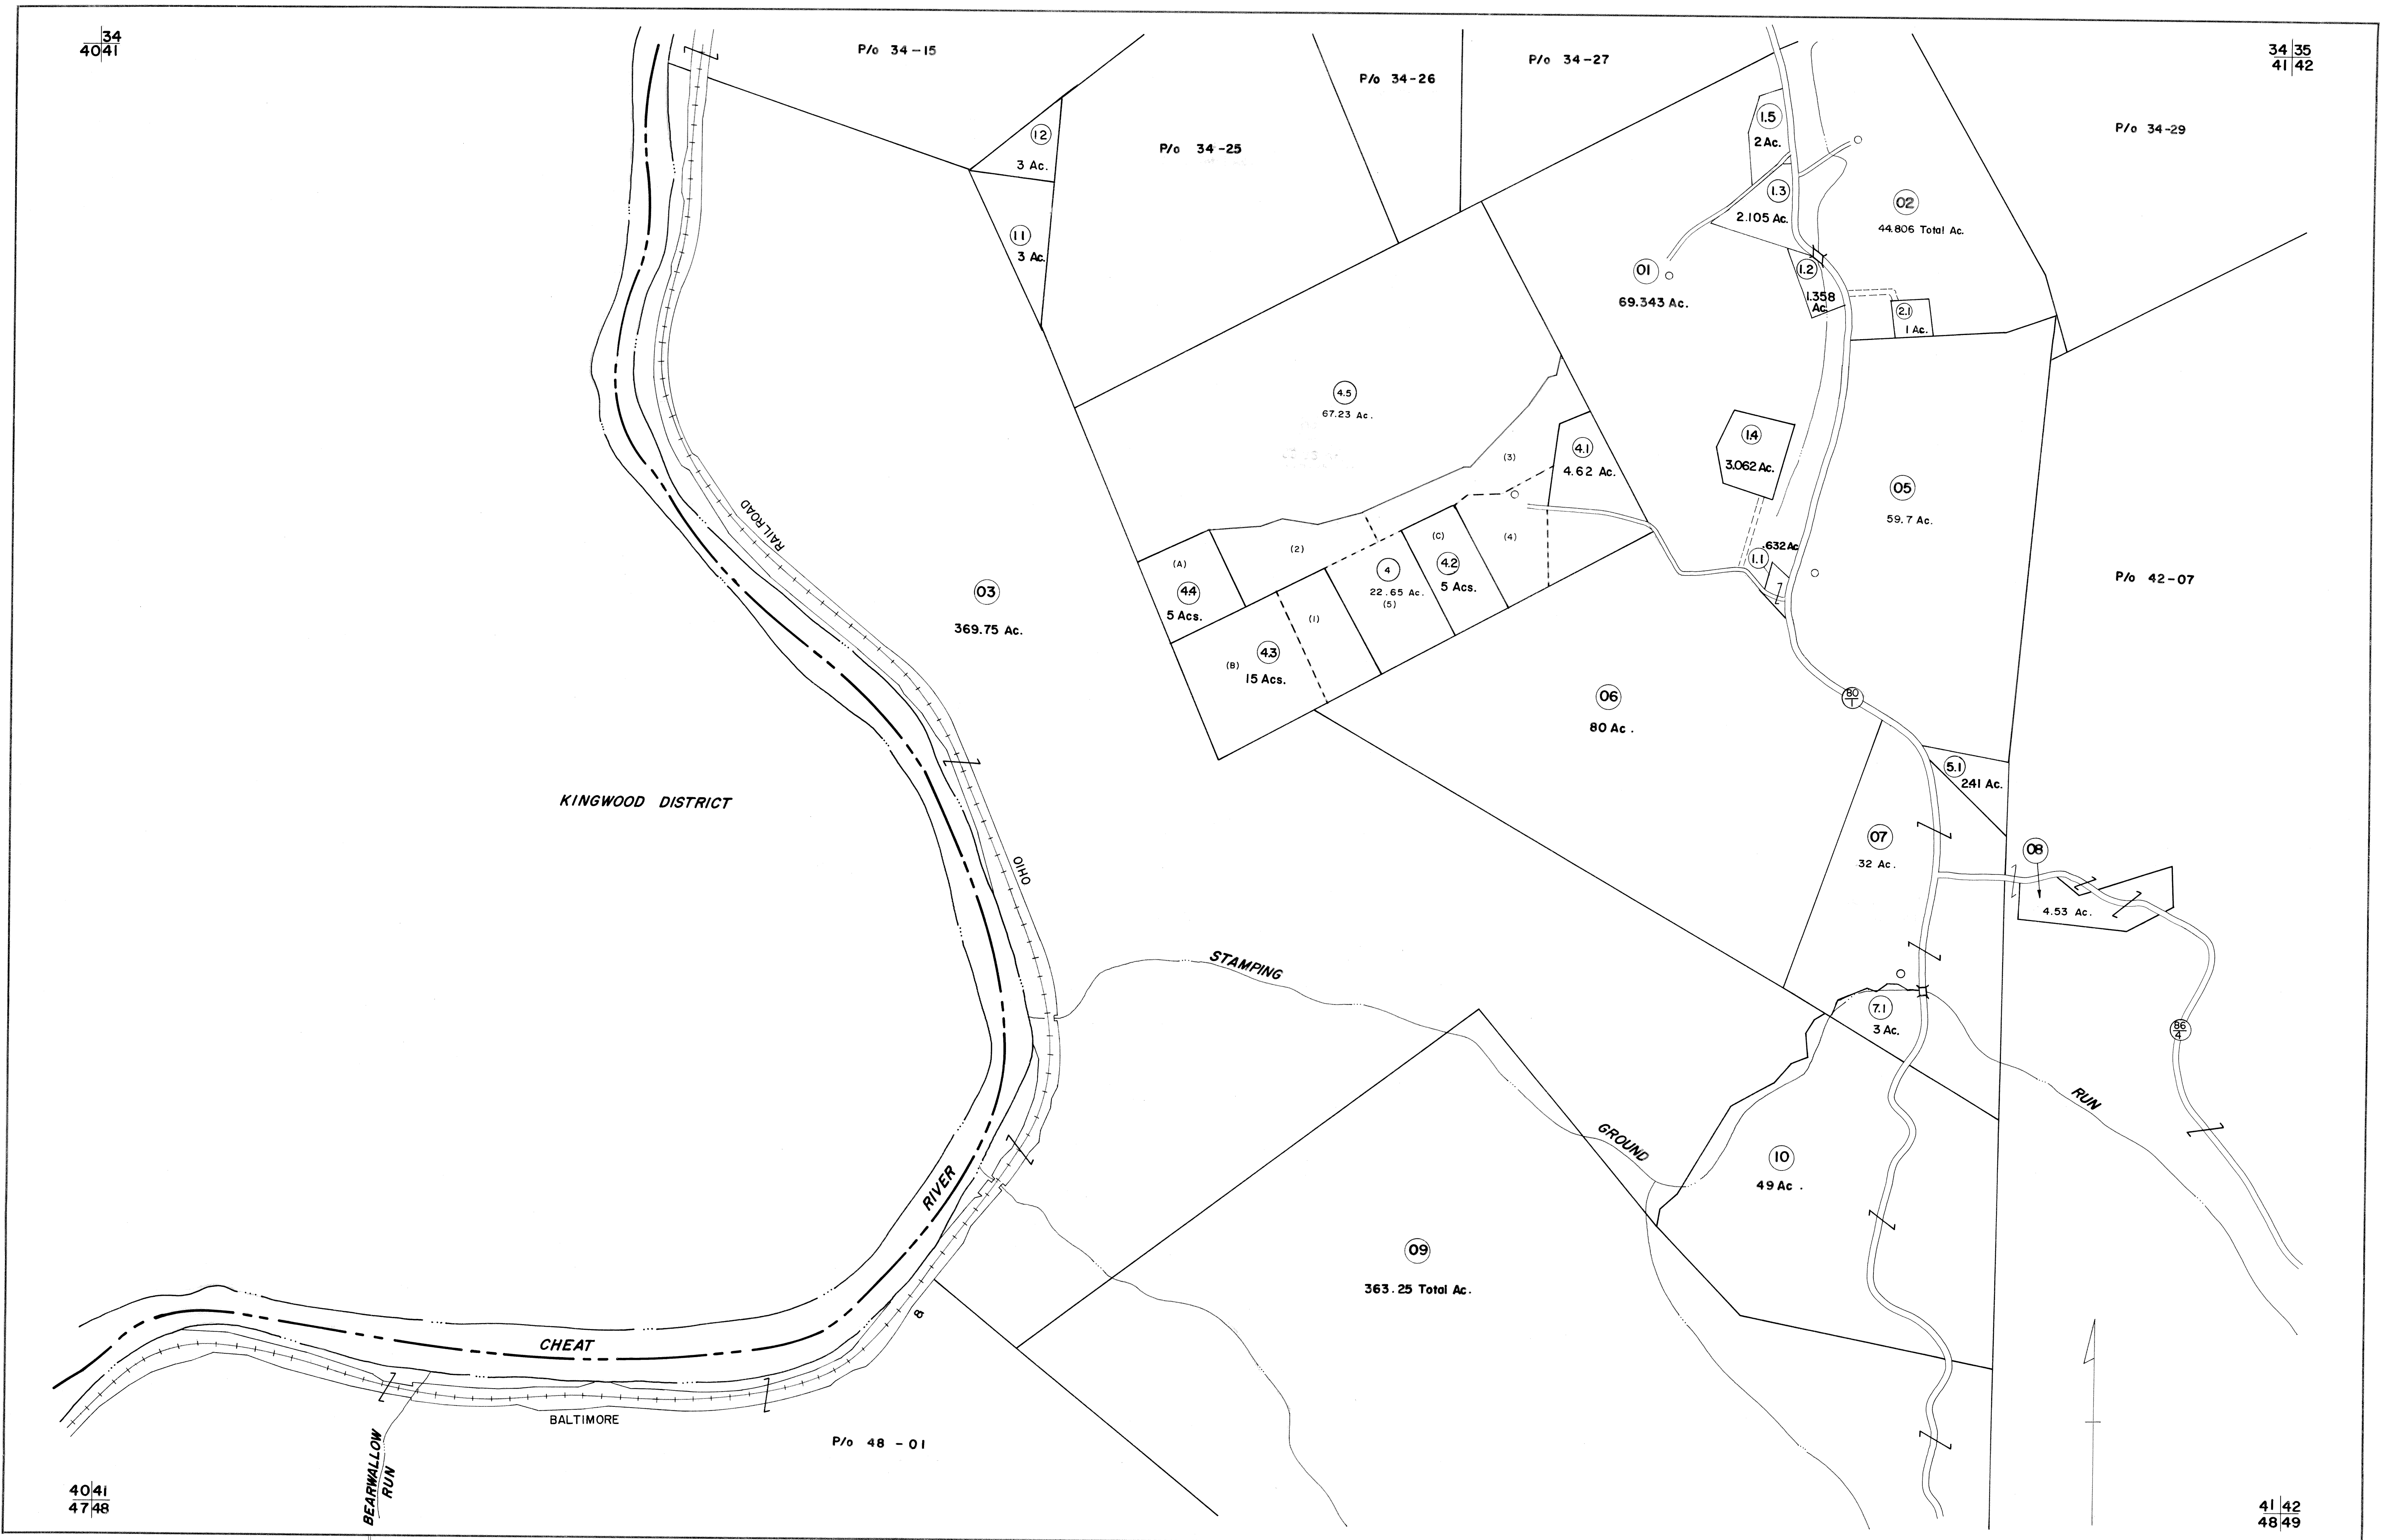 34
40 41
P/o 34-15
P/o 34-26
P/o 34-27
34 35
41 42
P/o 34-25
P/o 34-29
12
3 Ac.
11
3 Ac.
1.5
2 Ac.
1.3
2.105 Ac.
02
44.806 Total Ac.
01
69.343 Ac.
1.2
1.358
Ac.
2.1
1 Ac.
4.5
67.23 Ac.
(3)
4.1
4.62 Ac.
1.4
3.062 Ac.
05
59.7 Ac.
RAILROAD
03
369.75 Ac.
(A)
4.4
5 Acs.
(2)
(1)
4
22.65 Ac.
(5)
(C)
4.2
5 Acs.
(4)
.632 Ac
1.1
P/o 42-07
(B)
4.3
15 Acs.
06
80 Ac.
80
1
KINGWOOD DISTRICT
5.1
2.41 Ac.
OHIO
07
32 Ac.
08
4.53 Ac.
STAMPING
7.1
3 Ac.
86
4
RUN
GROUND
10
49 Ac.
RIVER
09
363.25 Total Ac.
&
CHEAT
BALTIMORE
P/o 48-01
BEARWALLOW
RUN
40 41
47 48
41 42
48 49